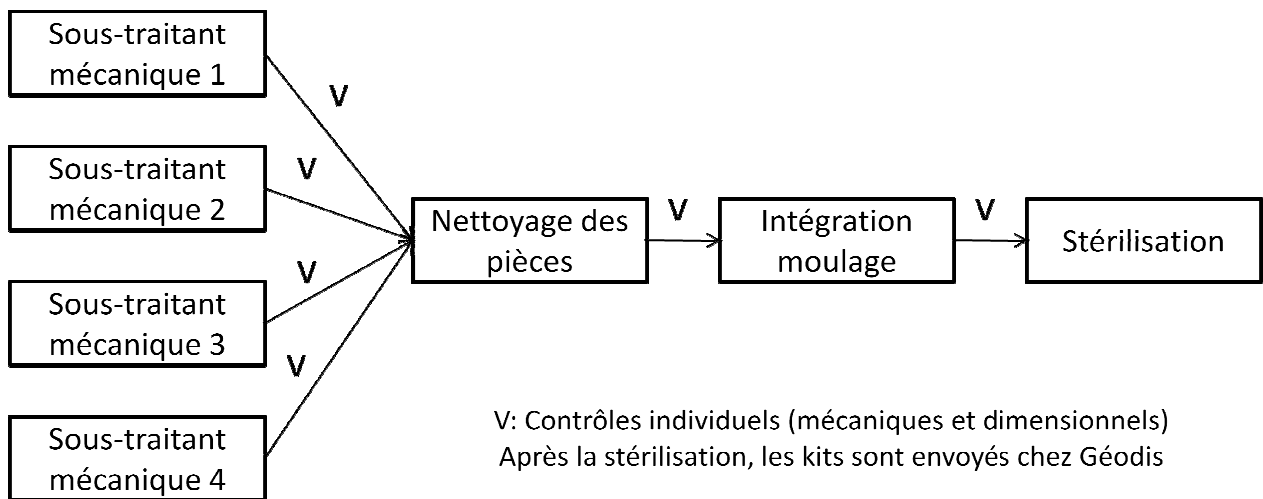 Sous-traitant
mécanique 1
V
Sous-traitant
mécanique 2
V
Sous-traitant
mécanique 3
V
Sous-traitant
mécanique 4
V
Nettoyage des
pièces
V
Intégration
moulage
V
Stérilisation
V: Contrôles individuels (mécaniques et dimensionnels)
Après la stérilisation, les kits sont envoyés chez Géodis